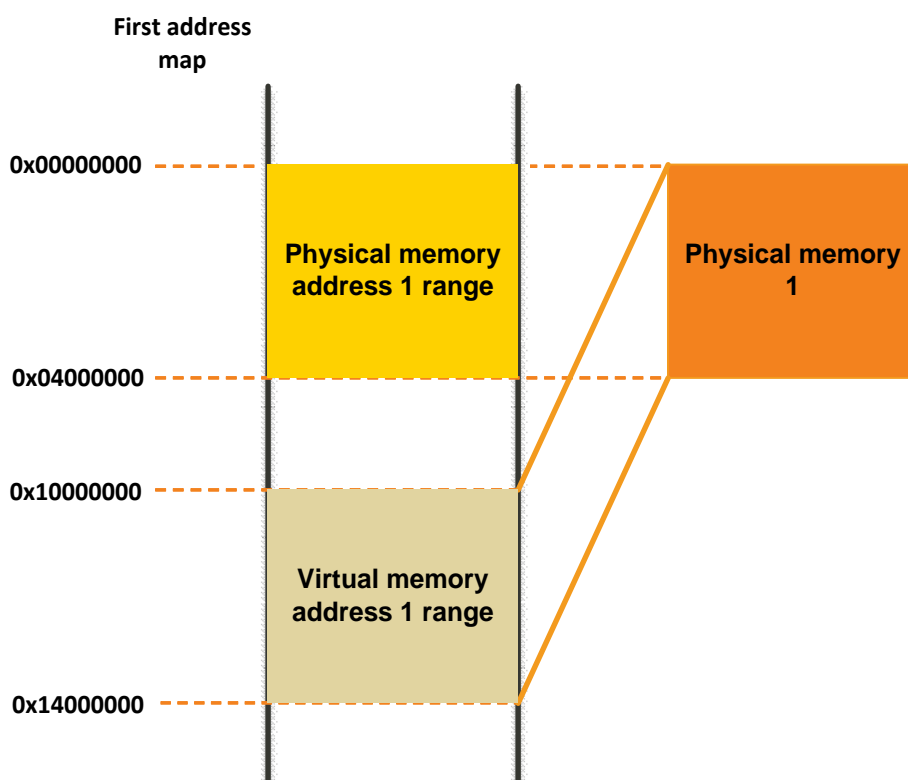 First address
map
0x00000000
Physical memory
address 1 range
Physical memory
1
0x04000000
0x10000000
Virtual memory
address 1 range
0x14000000